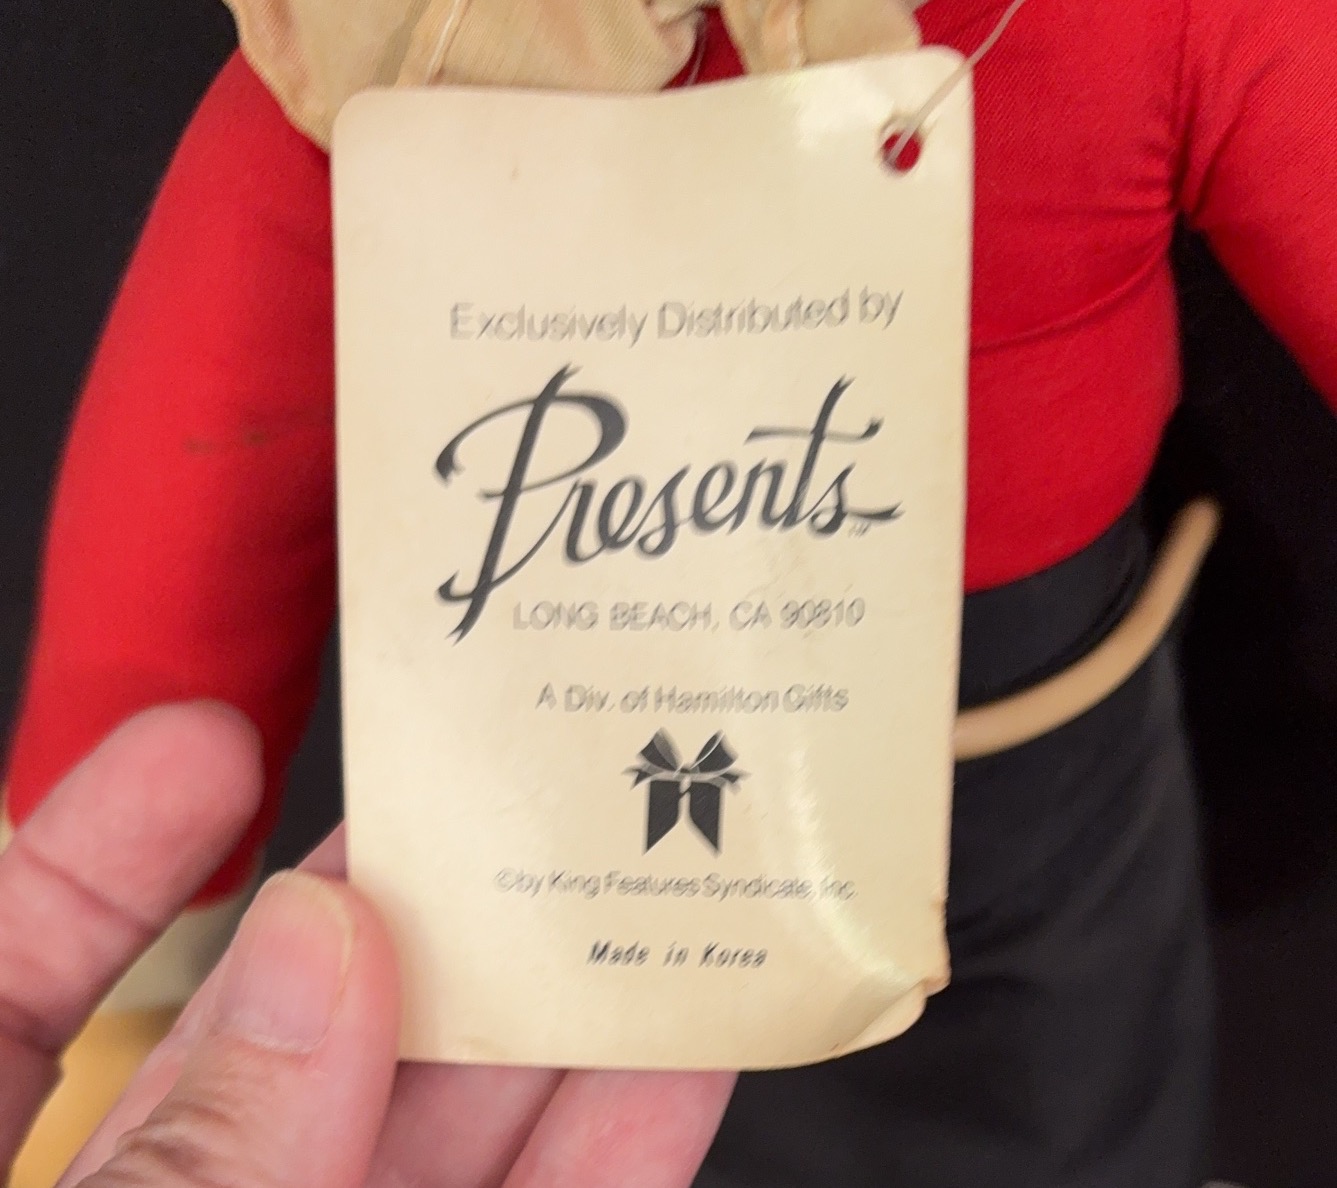 Exclusively Distributed by
Presents™
LONG BEACH, CA 90810
A Div. of Hamilton Gifts
© by King Features Syndicate, Inc.
Made in Korea